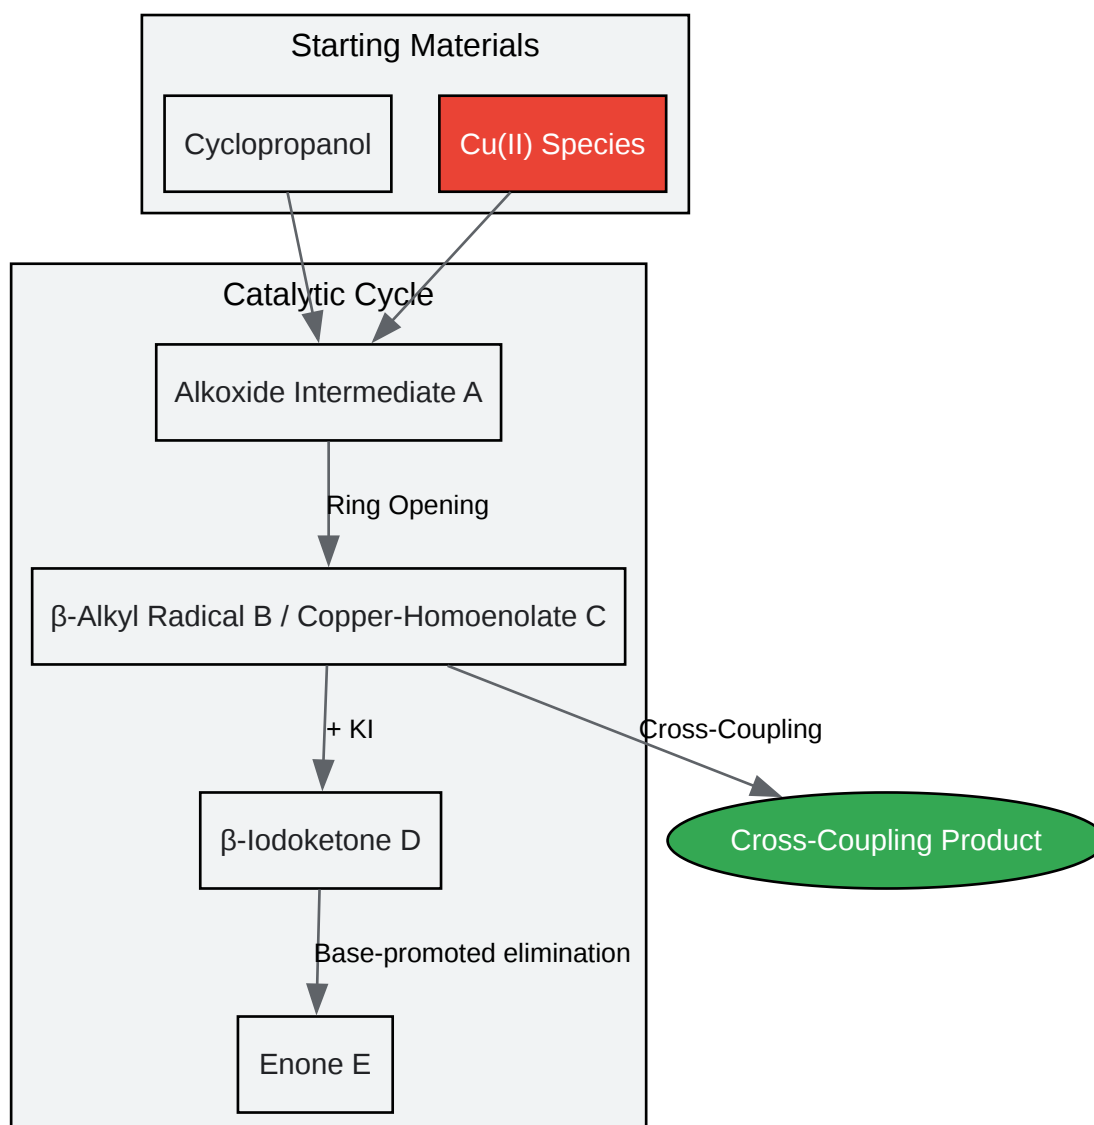 Starting Materials
Cyclopropanol
Cu(II) Species
Catalytic Cycle
Alkoxide Intermediate A
Ring Opening
β-Alkyl Radical B / Copper-Homoenolate C
+ KI
Cross-Coupling
β-Iodoketone D
Cross-Coupling Product
Base-promoted elimination
Enone E